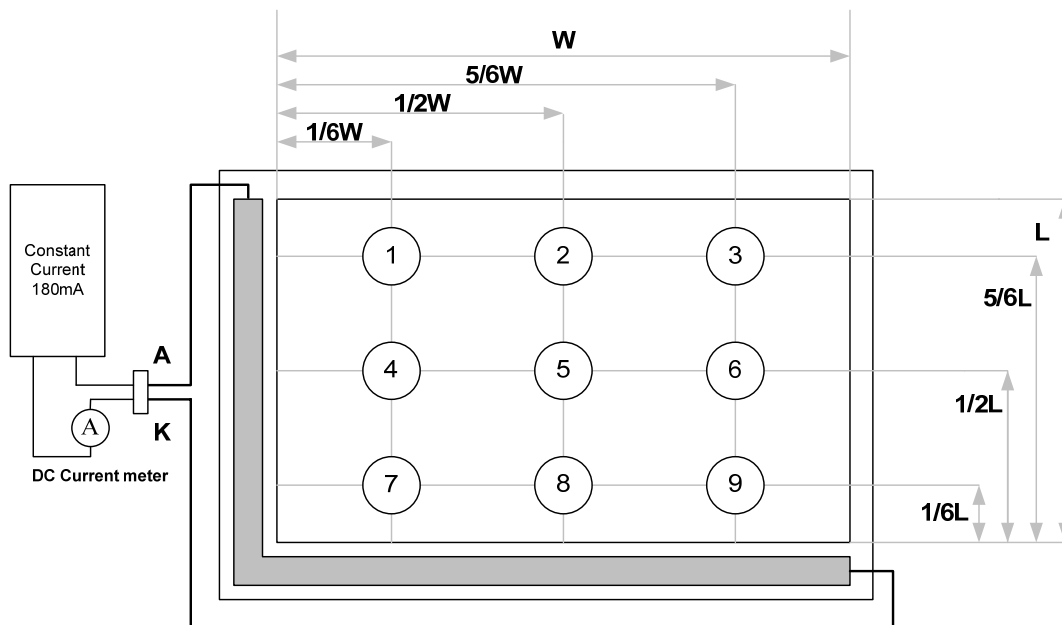 W
5/6W
1/2W
1/6W
Constant
Current
180mA
A
K
A
DC Current meter
1 2 3
4 5 6
7 8 9
L
5/6L
1/2L
1/6L